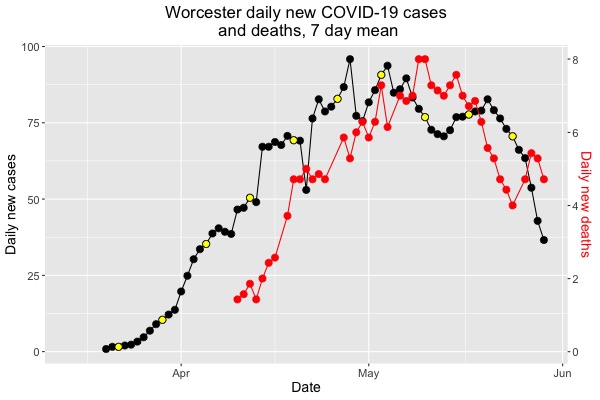 Worcester daily new COVID-19 cases
and deaths, 7 day mean
100
75
50
25
0
Daily new cases
8
6
4
2
0
Daily new deaths
Apr
May
Jun
Date